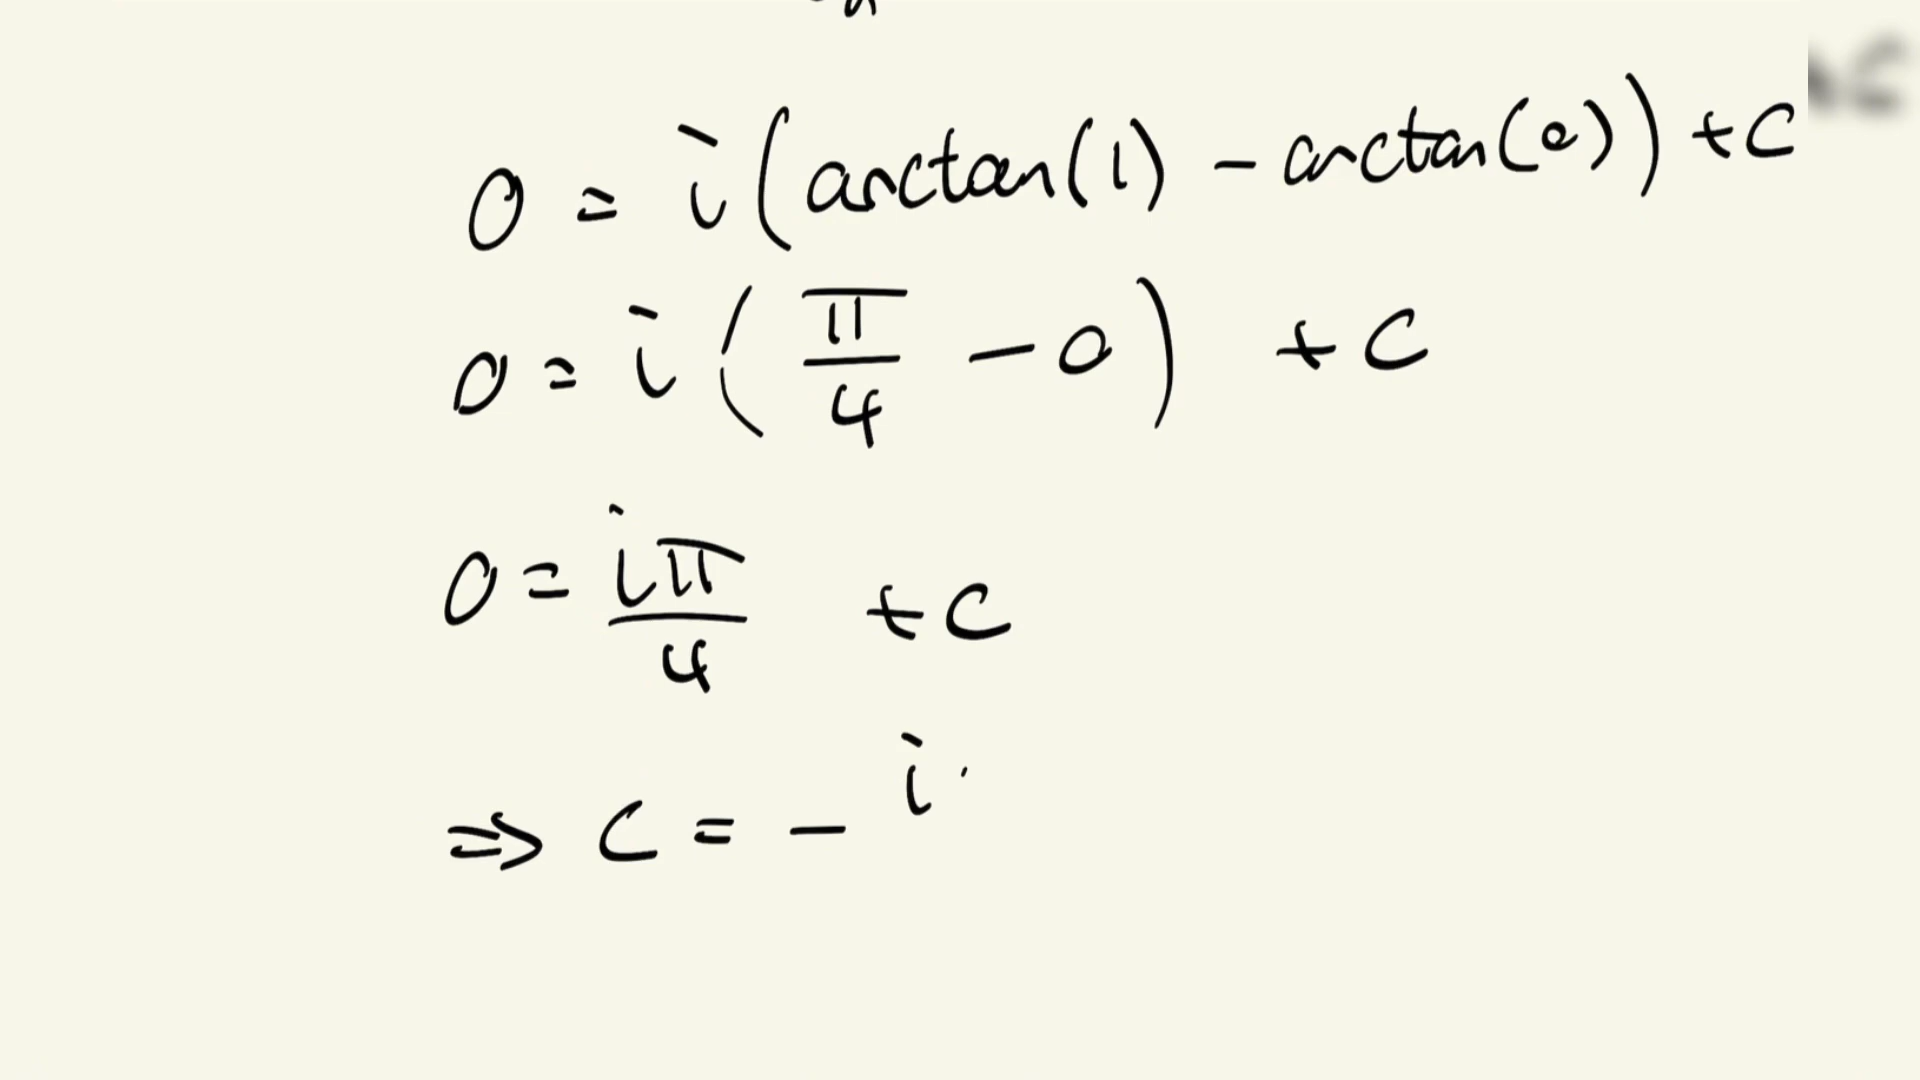 0 = i(arctan(1) - arctan(0)) + C
0 = i(π/4 - 0) + C
0 = iπ/4 + C
⇒ C = - i